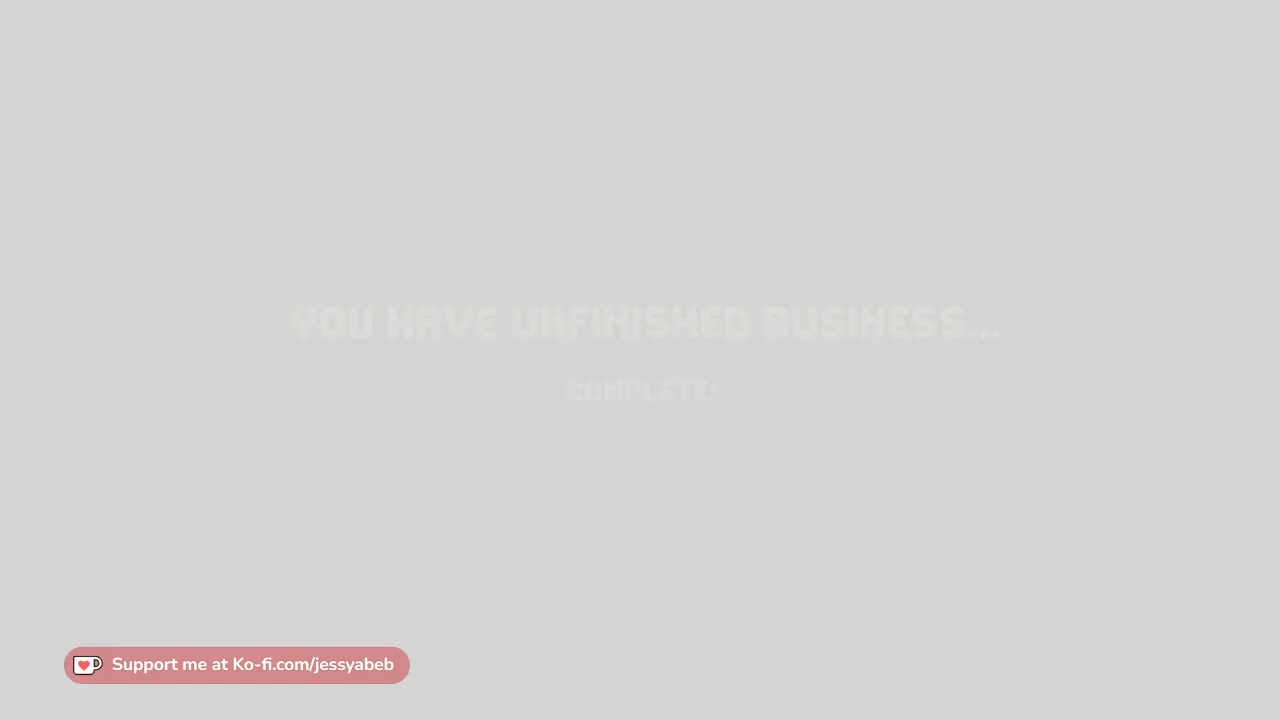 YOU HAVE UNFINISHED BUSINESS...
COMPLETE!
Support me at Ko-fi.com/jessyabeb